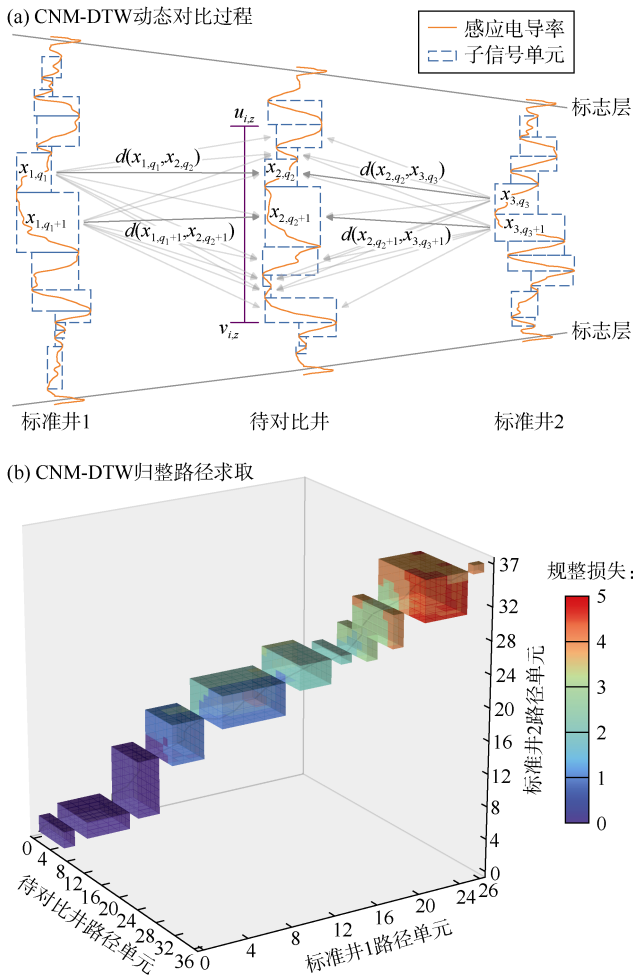 (a) CNM-DTW动态对比过程
感应电导率
子信号单元
标志层
u_{i,z}
d(x_{1,q_1},x_{2,q_2})
d(x_{2,q_2},x_{3,q_3})
x_{1,q_1}
x_{2,q_2}
x_{3,q_3}
x_{1,q_1+1}
x_{2,q_2+1}
x_{3,q_3+1}
d(x_{1,q_1+1},x_{2,q_2+1})
d(x_{2,q_2+1},x_{3,q_3+1})
v_{i,z}
标志层
标准井1
待对比井
标准井2
(b) CNM-DTW归整路径求取
规整损失:
5
4
3
2
1
0
37
32
28
24
20
16
12
8
4
0
标准井2路径单元
0
4
8
12
16
20
24
28
32
36
待对比井路径单元
0
4
8
12
16
20
24
26
标准井1路径单元